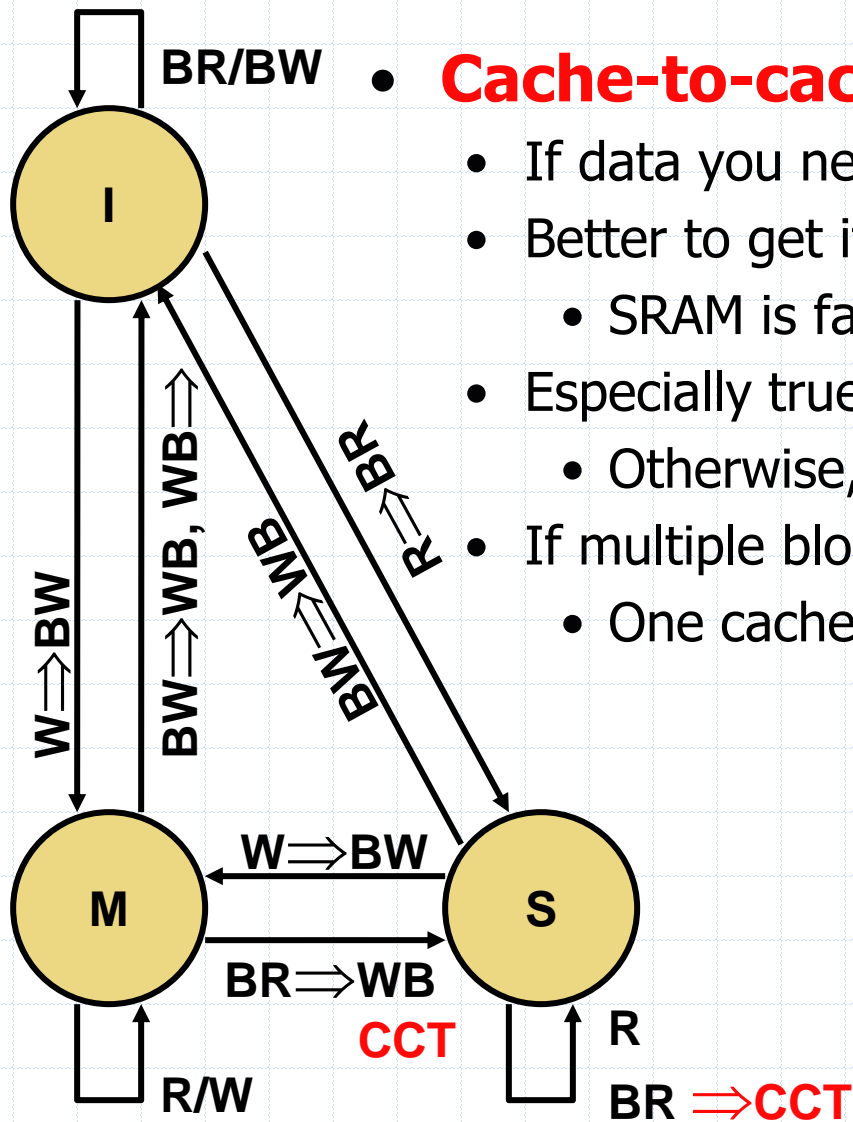 BR/BW
• Cache-to-cac
• If data you ne
• Better to get i
• SRAM is fa
• Especially true
• Otherwise,
• If multiple blo
• One cache
I
W⇒BW
BW⇒WB, WB⇒
BW⇒WB
R⇒BR
W⇒BW
M
S
BR⇒WB
CCT
R/W
R
BR ⇒CCT